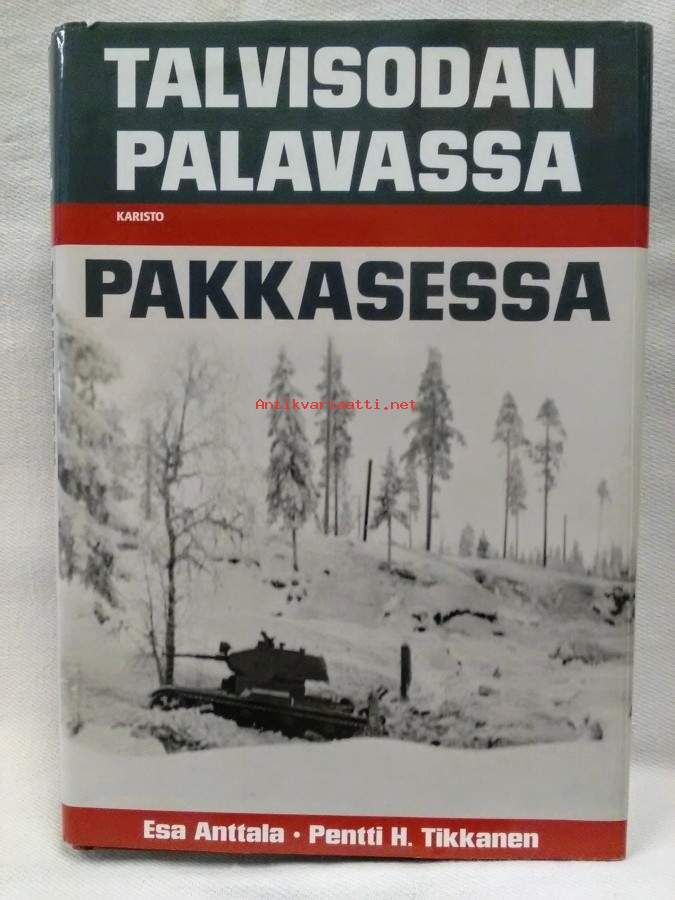 TALVISODAN
PALAVASSA
KARISTO
PAKKASESSA
Antikvariaatti.net
Esa Anttala • Pentti H. Tikkanen